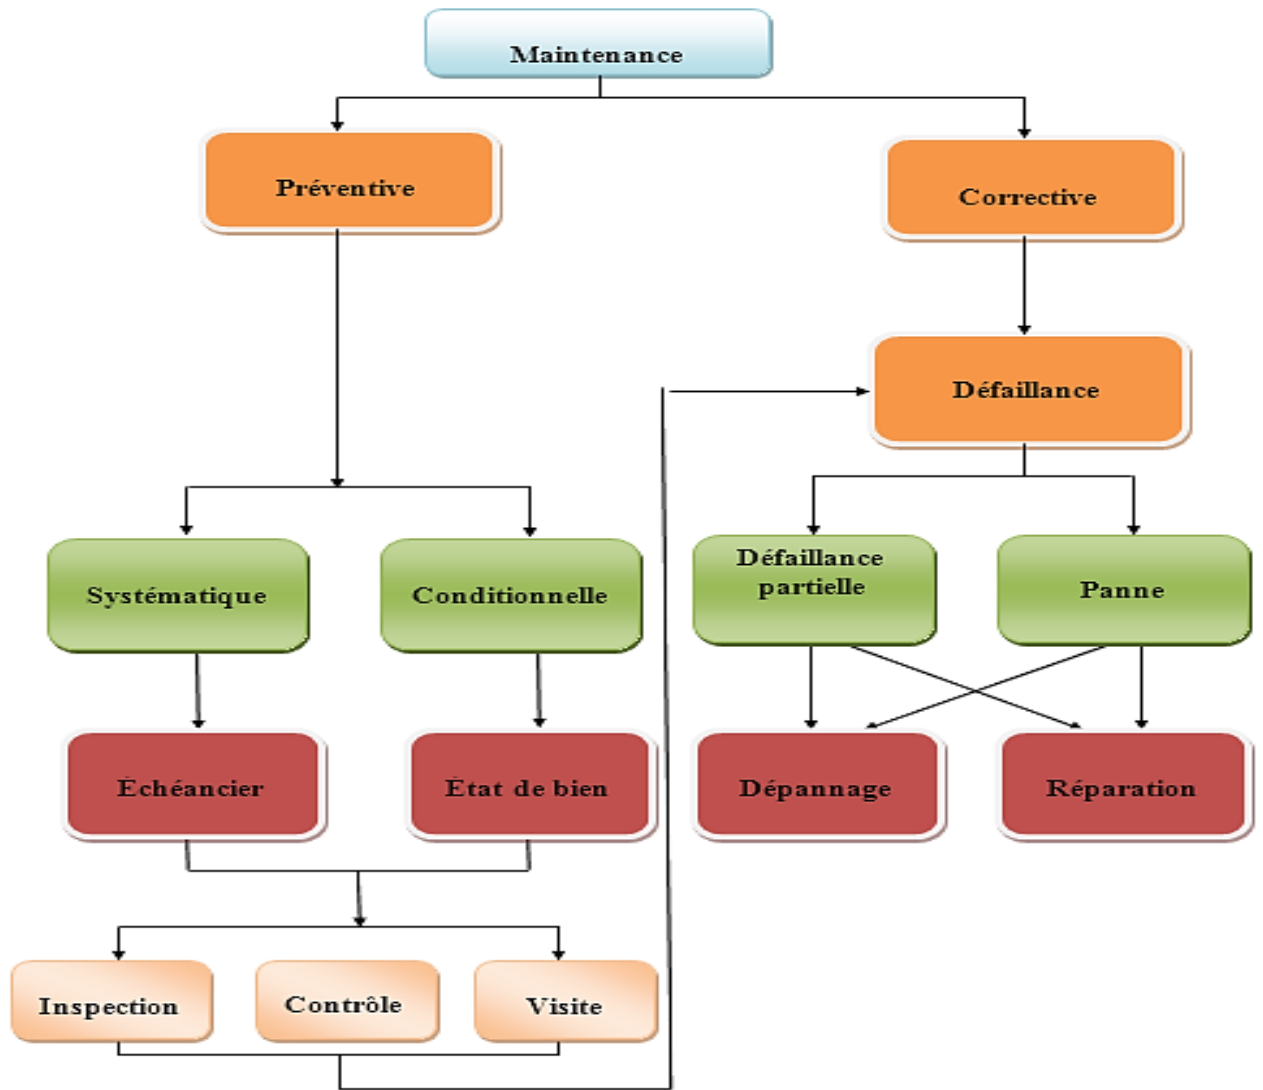 Maintenance
Préventive
Corrective
Défaillance
Systématique
Conditionnelle
Défaillance
partielle
Panne
Échéancier
État de bien
Dépannage
Réparation
Inspection
Contrôle
Visite